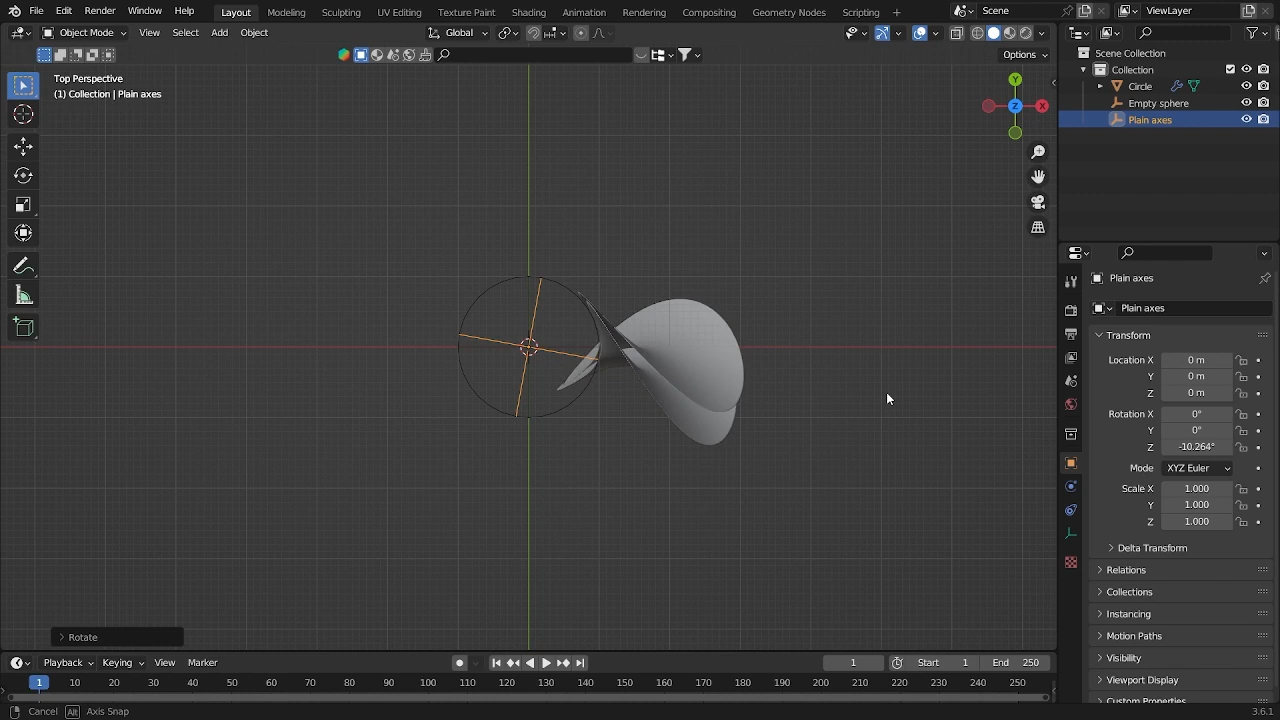 File Edit Render Window Help Layout Modeling Sculpting UV Editing Texture Paint Shading Animation Rendering Compositing Geometry Nodes Scripting + Scene ViewLayer
Object Mode View Select Add Object Global
Options
Top Perspective
(1) Collection | Plain axes
Y
Z
X
Scene Collection
Collection
Circle
Empty sphere
Plain axes
Plain axes
Plain axes
Transform
Location X 0 m
Y 0 m
Z 0 m
Rotation X 0°
Y 0°
Z -10.264°
Mode XYZ Euler
Scale X 1.000
Y 1.000
Z 1.000
Delta Transform
Relations
Collections
Instancing
Motion Paths
Visibility
Viewport Display
Custom Properties
Rotate
Playback Keying View Marker 1 Start 1 End 250
1 10 20 30 40 50 60 70 80 90 100 110 120 130 140 150 160 170 180 190 200 210 220 230 240 250
Cancel Alt Axis Snap 3.6.1